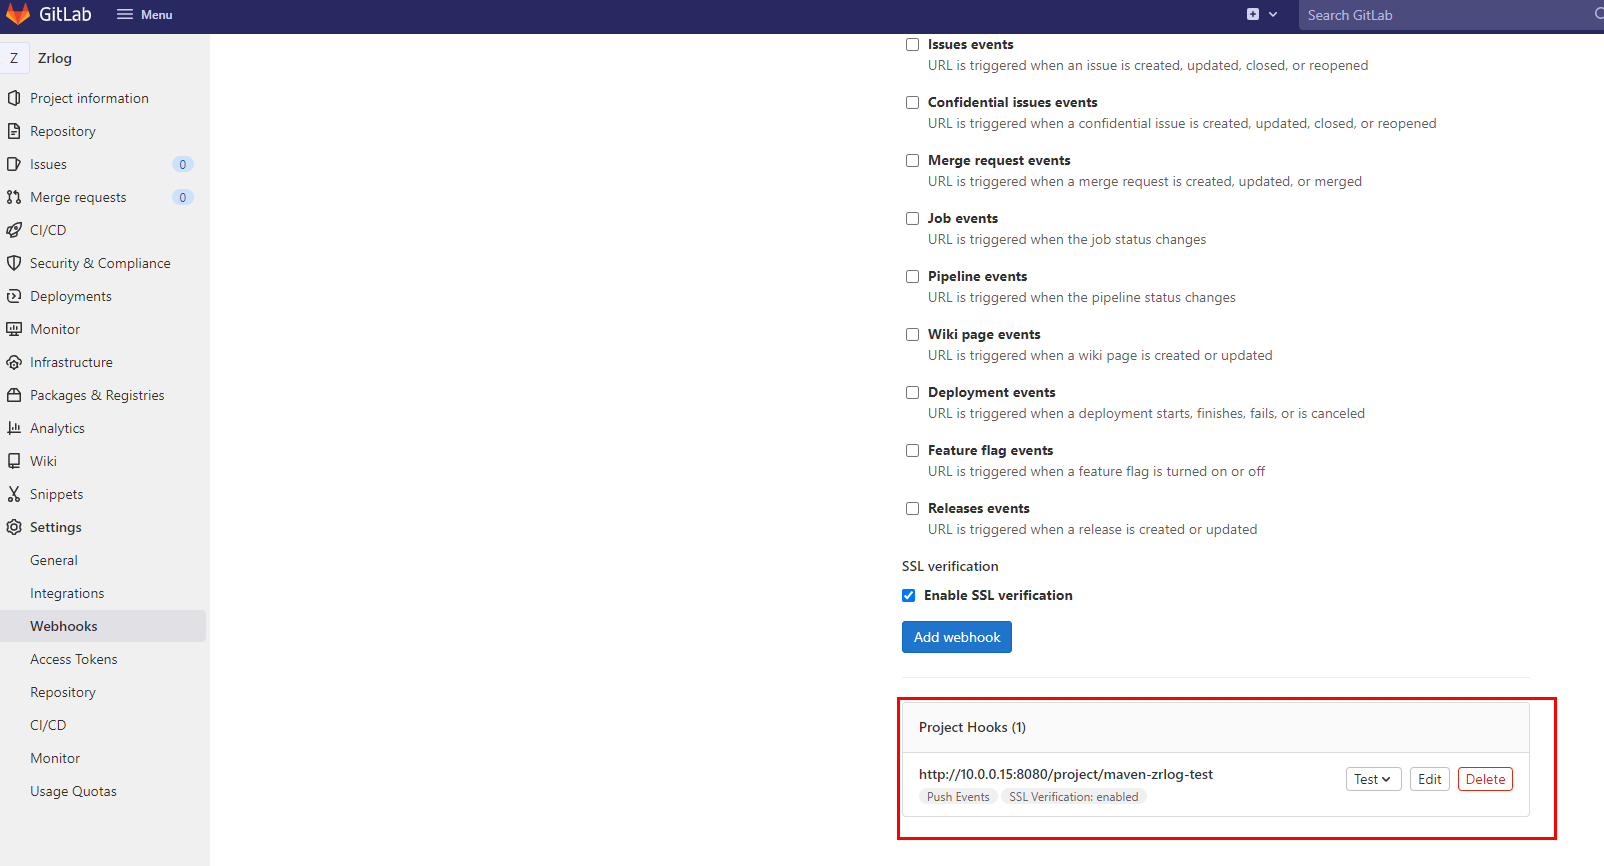 GitLab
Menu
Search GitLab
Z
Zrlog
Project information
Repository
Issues 0
Merge requests 0
CI/CD
Security & Compliance
Deployments
Monitor
Infrastructure
Packages & Registries
Analytics
Wiki
Snippets
Settings
General
Integrations
Webhooks
Access Tokens
Repository
CI/CD
Monitor
Usage Quotas
Issues events
URL is triggered when an issue is created, updated, closed, or reopened
Confidential issues events
URL is triggered when a confidential issue is created, updated, closed, or reopened
Merge request events
URL is triggered when a merge request is created, updated, or merged
Job events
URL is triggered when the job status changes
Pipeline events
URL is triggered when the pipeline status changes
Wiki page events
URL is triggered when a wiki page is created or updated
Deployment events
URL is triggered when a deployment starts, finishes, fails, or is canceled
Feature flag events
URL is triggered when a feature flag is turned on or off
Releases events
URL is triggered when a release is created or updated
SSL verification
Enable SSL verification
Add webhook
Project Hooks (1)
http://10.0.0.15:8080/project/maven-zrlog-test
Push Events SSL Verification: enabled
Test Edit Delete